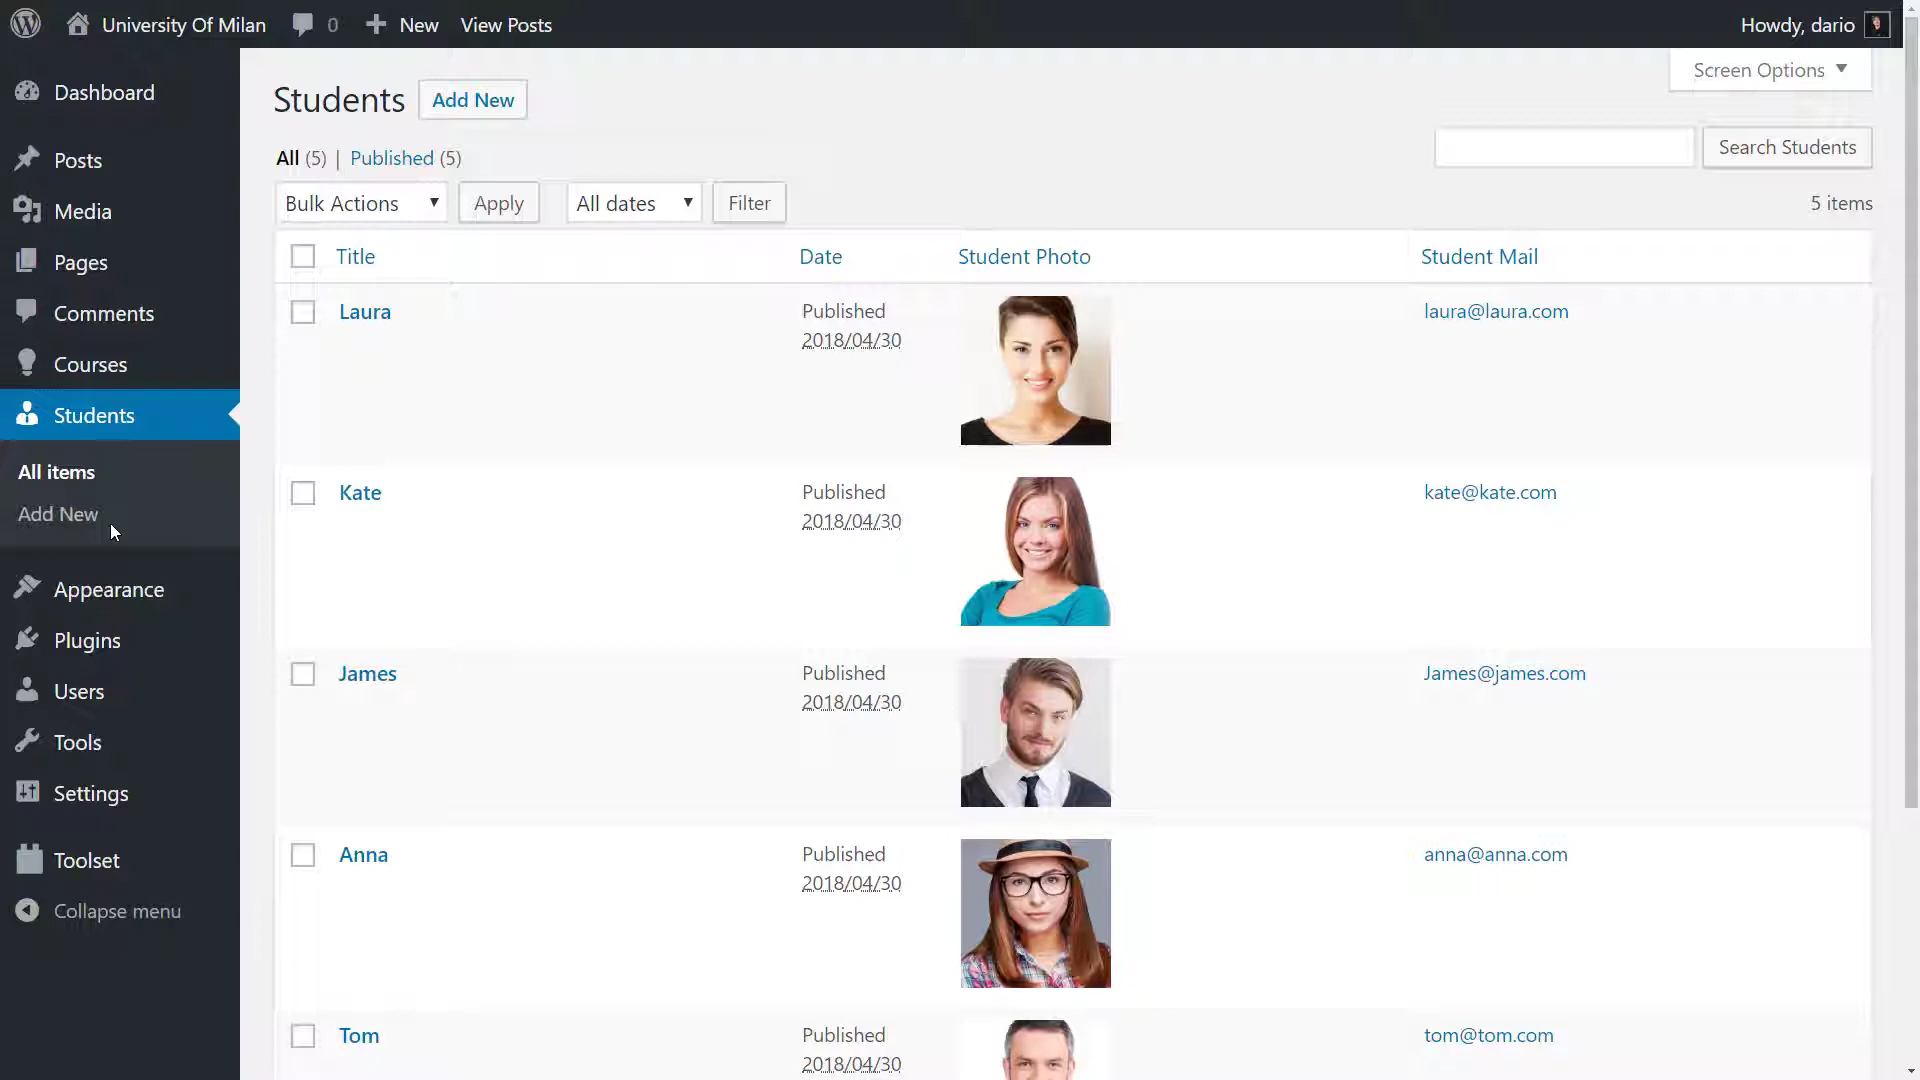 University Of Milan 0 New View Posts Howdy, dario
Screen Options
Dashboard
Posts
Media
Pages
Comments
Courses
Students
All items
Add New
Appearance
Plugins
Users
Tools
Settings
Toolset
Collapse menu
Students Add New
All (5) | Published (5)
Search Students
Bulk Actions Apply All dates Filter 5 items
Title Date Student Photo Student Mail
Laura Published laura@laura.com
2018/04/30
Kate Published kate@kate.com
2018/04/30
James Published James@james.com
2018/04/30
Anna Published anna@anna.com
2018/04/30
Tom Published tom@tom.com
2018/04/30